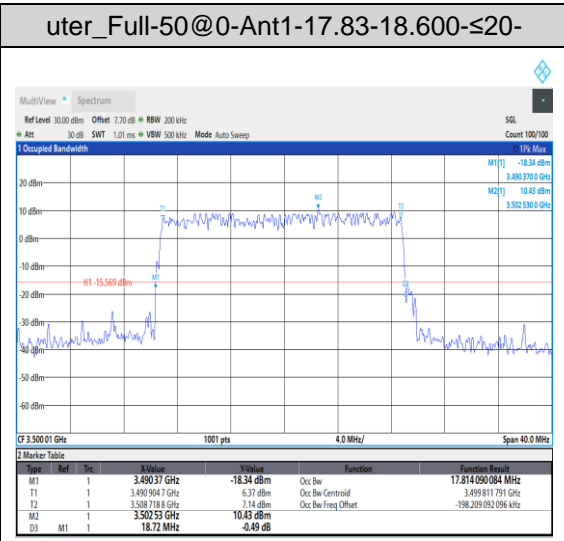 uter_Full-50@0-Ant1-17.83-18.600-≤20-
MultiView Spectrum
Ref Level 30.00 dBm Offset 7.70 dB RBW 200 kHz SGL
Att 30 dB SWT 1.01 ms VBW 500 kHz Mode Auto Sweep Count 100/100
1 Occupied Bandwidth 1Pk Max
M1[1] -18.34 dBm
3.490 370 0 GHz
M2[1] 10.43 dBm
3.502 530 0 GHz
20 dBm
M2
T1 T2
10 dBm
0 dBm
-10 dBm
H1 -15.569 dBm
M1
D3
-20 dBm
-30 dBm
-40 dBm
-50 dBm
-60 dBm
CF 3.500 01 GHz 1001 pts 4.0 MHz/ Span 40.0 MHz
2 Marker Table
Type Ref Trc X-Value Y-Value Function Function Result
M1 1 3.490 37 GHz -18.34 dBm Occ Bw 17.814 090 084 MHz
T1 1 3.490 904 7 GHz 6.37 dBm Occ Bw Centroid 3.499 811 791 GHz
T2 1 3.508 718 8 GHz 7.14 dBm Occ Bw Freq Offset -198.209 092 096 kHz
M2 1 3.502 53 GHz 10.43 dBm
D3 M1 1 18.72 MHz -0.49 dB